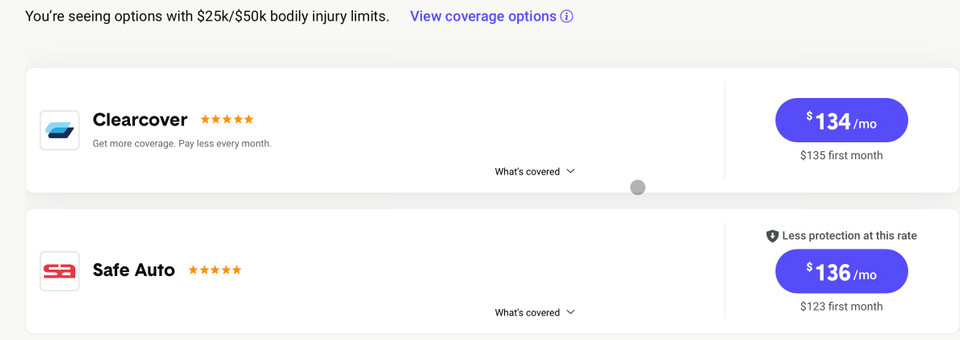 You're seeing options with $25k/$50k bodily injury limits. View coverage options
Clearcover
Get more coverage. Pay less every month.
What's covered
$134/mo
$135 first month
Less protection at this rate
sa
Safe Auto
What's covered
$136/mo
$123 first month